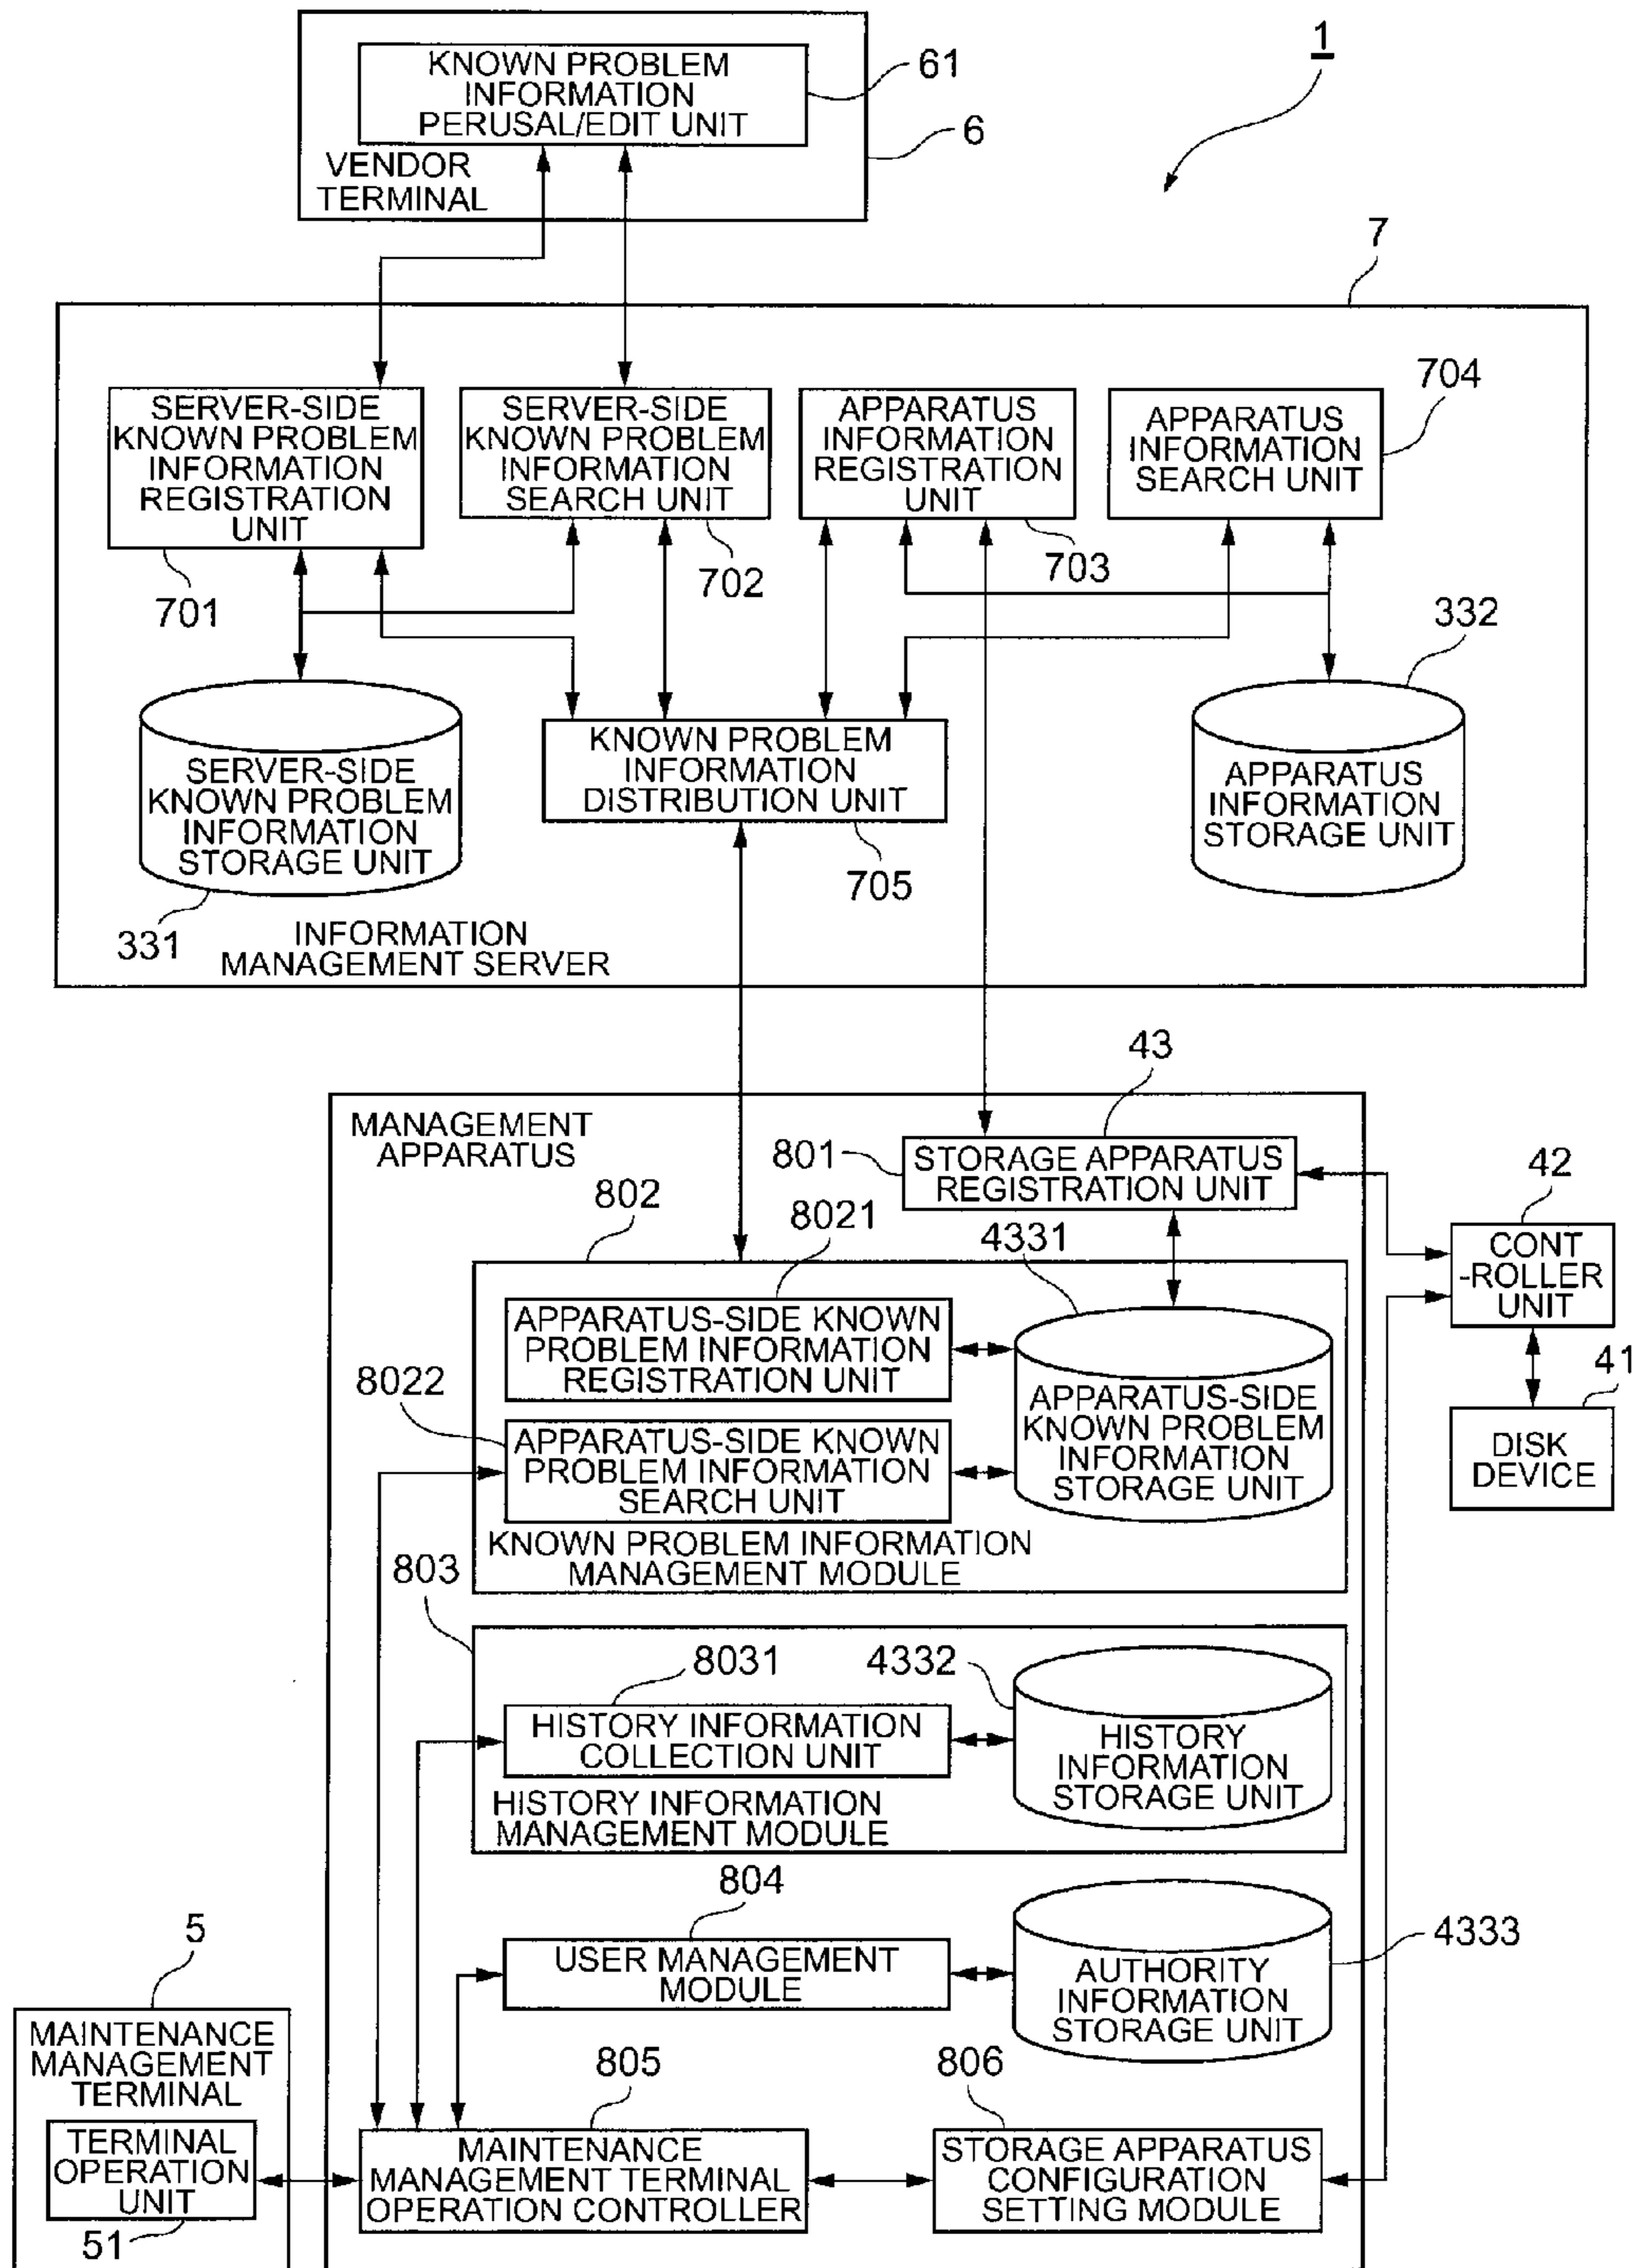 1
KNOWN PROBLEM
INFORMATION
PERUSAL/EDIT UNIT
61
6
VENDOR
TERMINAL
7
SERVER-SIDE
KNOWN PROBLEM
INFORMATION
REGISTRATION
UNIT
701
SERVER-SIDE
KNOWN PROBLEM
INFORMATION
SEARCH UNIT
702
APPARATUS
INFORMATION
REGISTRATION
UNIT
703
APPARATUS
INFORMATION
SEARCH UNIT
704
332
SERVER-SIDE
KNOWN PROBLEM
INFORMATION
STORAGE UNIT
331
KNOWN PROBLEM
INFORMATION
DISTRIBUTION UNIT
705
APPARATUS
INFORMATION
STORAGE UNIT
INFORMATION
MANAGEMENT SERVER
43
MANAGEMENT
APPARATUS
801
STORAGE APPARATUS
REGISTRATION UNIT
42
CONT
-ROLLER
UNIT
41
DISK
DEVICE
802
8021
4331
APPARATUS-SIDE KNOWN
PROBLEM INFORMATION
REGISTRATION UNIT
8022
APPARATUS-SIDE KNOWN
PROBLEM INFORMATION
SEARCH UNIT
APPARATUS-SIDE
KNOWN PROBLEM
INFORMATION
STORAGE UNIT
KNOWN PROBLEM INFORMATION
MANAGEMENT MODULE
803
8031
4332
HISTORY INFORMATION
COLLECTION UNIT
HISTORY
INFORMATION
STORAGE UNIT
HISTORY INFORMATION
MANAGEMENT MODULE
804
USER MANAGEMENT
MODULE
4333
AUTHORITY
INFORMATION
STORAGE UNIT
5
MAINTENANCE
MANAGEMENT
TERMINAL
TERMINAL
OPERATION
UNIT
51
805
MAINTENANCE
MANAGEMENT TERMINAL
OPERATION CONTROLLER
806
STORAGE APPARATUS
CONFIGURATION
SETTING MODULE